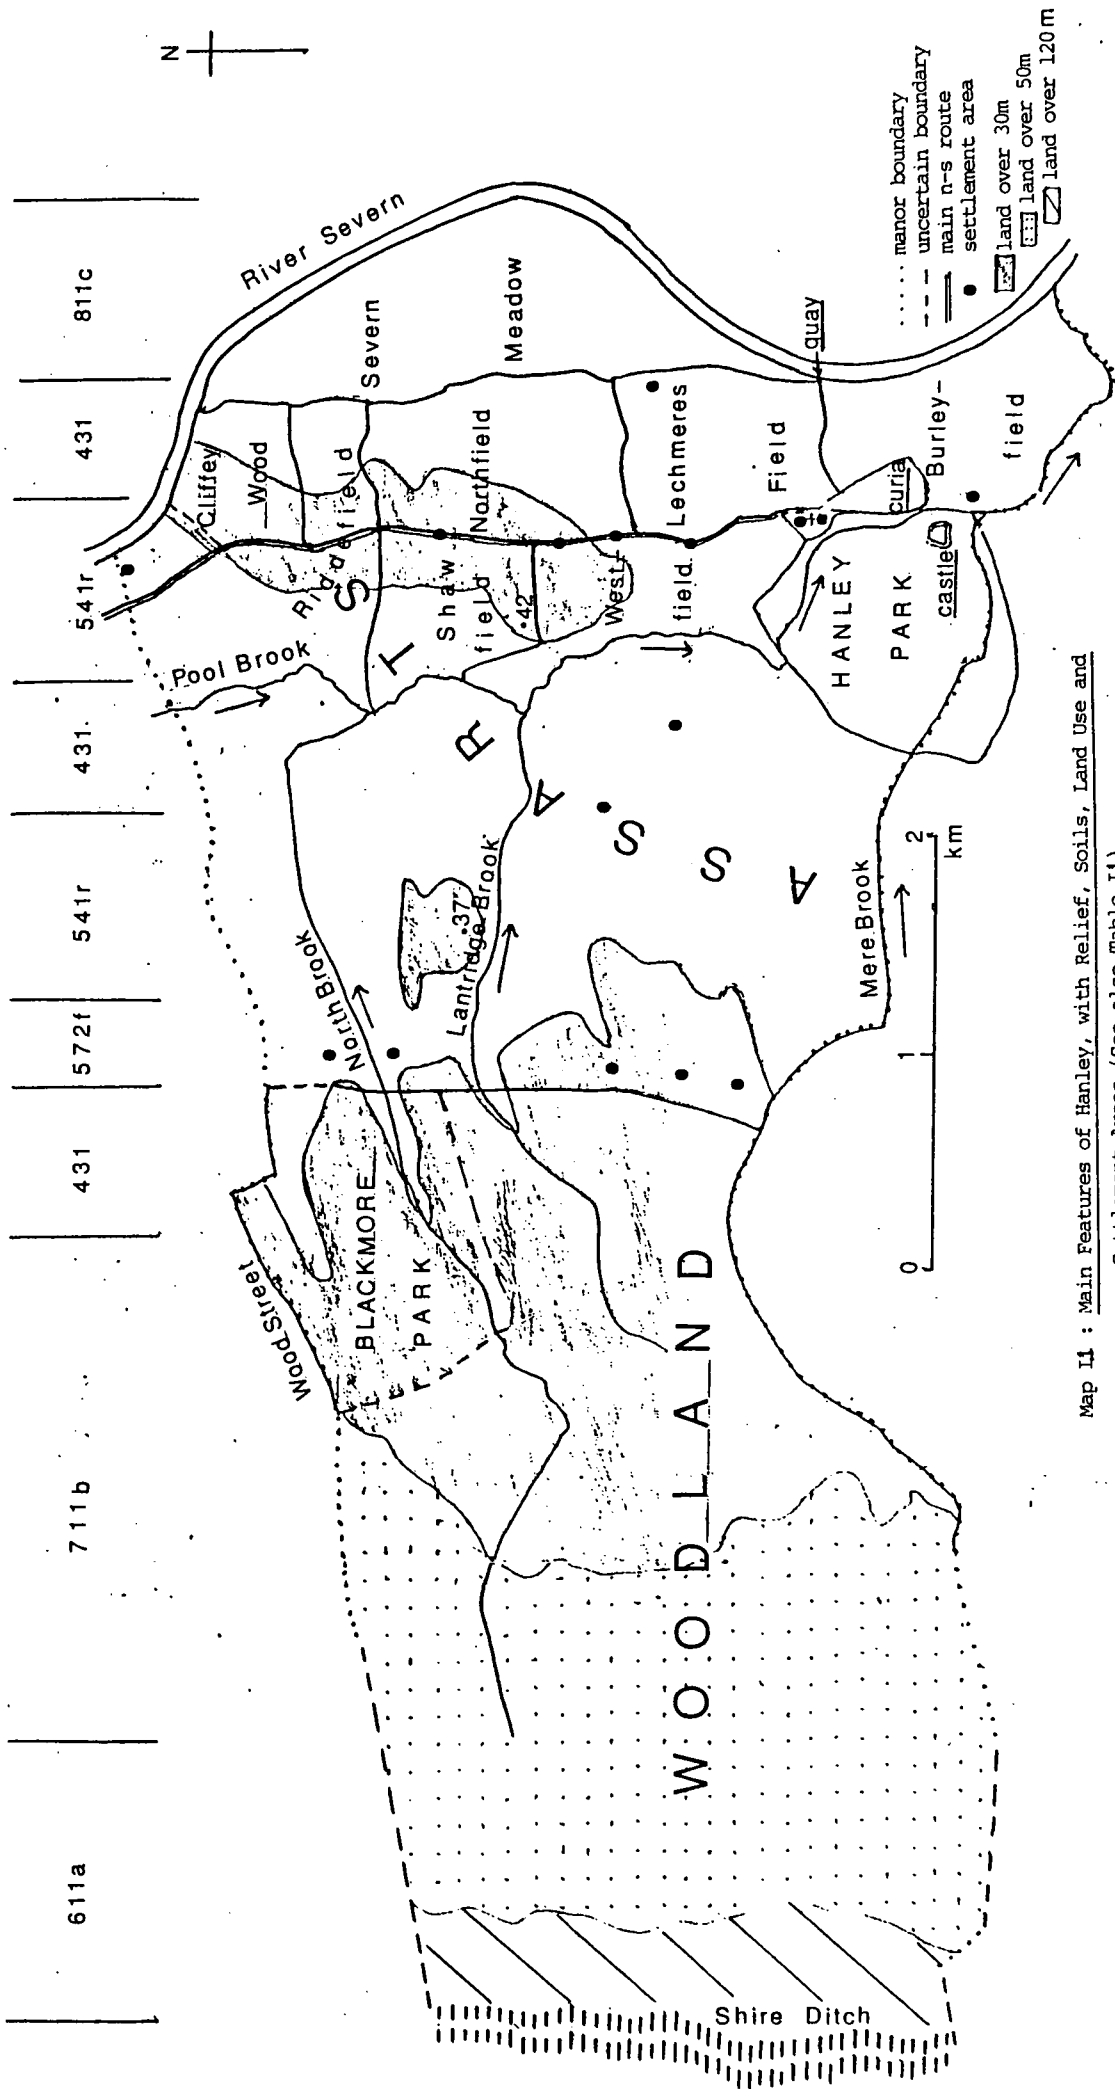 611a
711b
431
572f
541r
431
541r
431
811c
N
River Severn
Wood Street
BLACKMORE
PARK
North Brook
Pool Brook
Cliffey
Wood
Ridgefield
Severn
Meadow
Northfield
Shaw
field
.42
West-
field
Lechmeres
Field
quay
curia
Burley-
field
castle
HANLEY
PARK
.37
Lantridge Brook
ASSART S
WOODLAND
Mere Brook
Shire Ditch
0 1 2
km
manor boundary
uncertain boundary
main n-s route
settlement area
land over 30m
land over 50m
land over 120m
Map I1 : Main Features of Hanley, with Relief, Soils, Land Use and